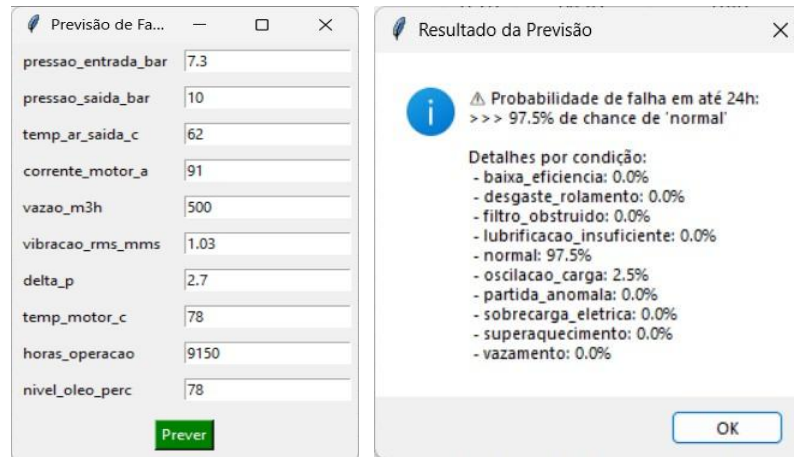 Previsão de Fa...
pressao_entrada_bar 7.3
pressao_saida_bar 10
temp_ar_saida_c 62
corrente_motor_a 91
vazao_m3h 500
vibracao_rms_mms 1.03
delta_p 2.7
temp_motor_c 78
horas_operacao 9150
nivel_oleo_perc 78
Prever
Resultado da Previsão
⚠ Probabilidade de falha em até 24h:
>>> 97.5% de chance de 'normal'
Detalhes por condição:
- baixa_eficiencia: 0.0%
- desgaste_rolamento: 0.0%
- filtro_obstruido: 0.0%
- lubrificacao_insuficiente: 0.0%
- normal: 97.5%
- oscilacao_carga: 2.5%
- partida_anomala: 0.0%
- sobrecarga_eletrica: 0.0%
- superaquecimento: 0.0%
- vazamento: 0.0%
OK